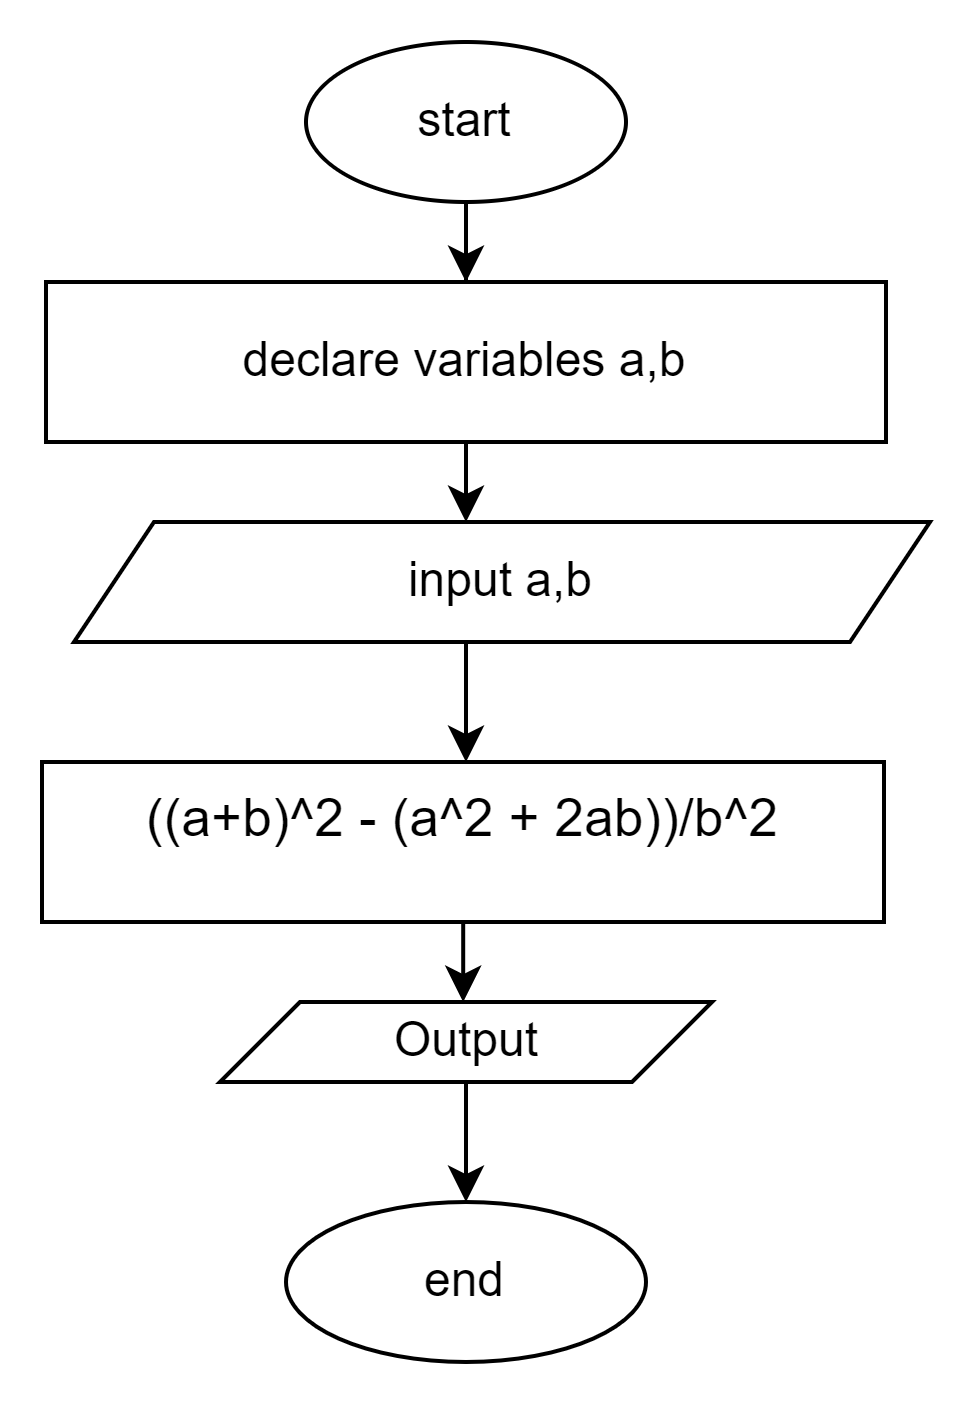 start
declare variables a,b
input a,b
((a+b)^2 - (a^2 + 2ab))/b^2
Output
end